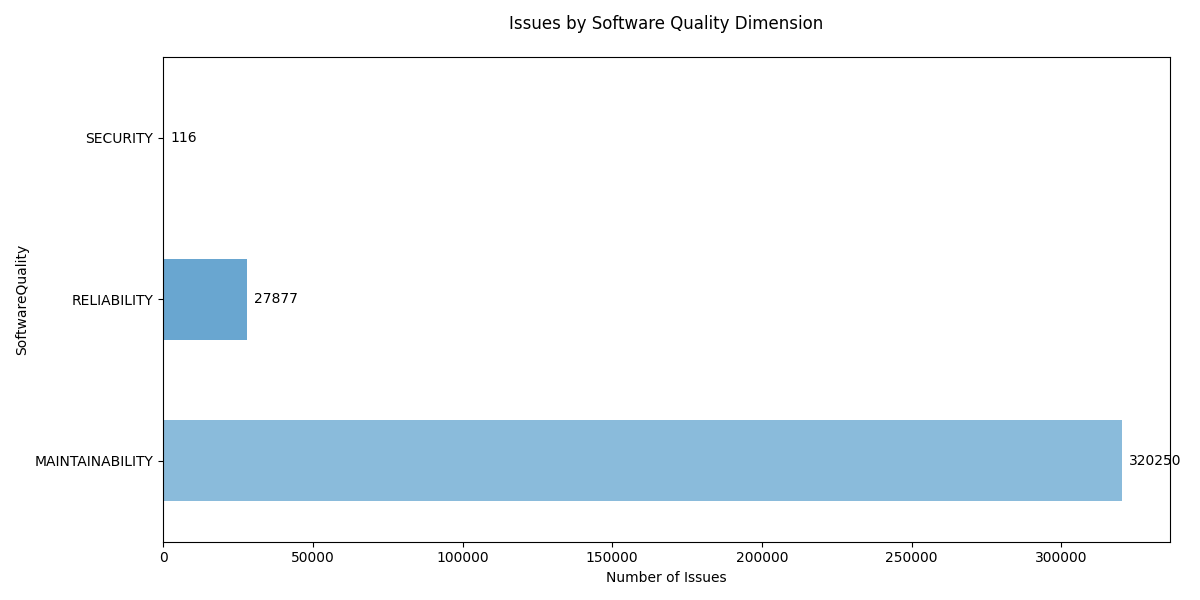 Issues by Software Quality Dimension
SECURITY
116
RELIABILITY
27877
MAINTAINABILITY
320250
SoftwareQuality
0 50000 100000 150000 200000 250000 300000
Number of Issues